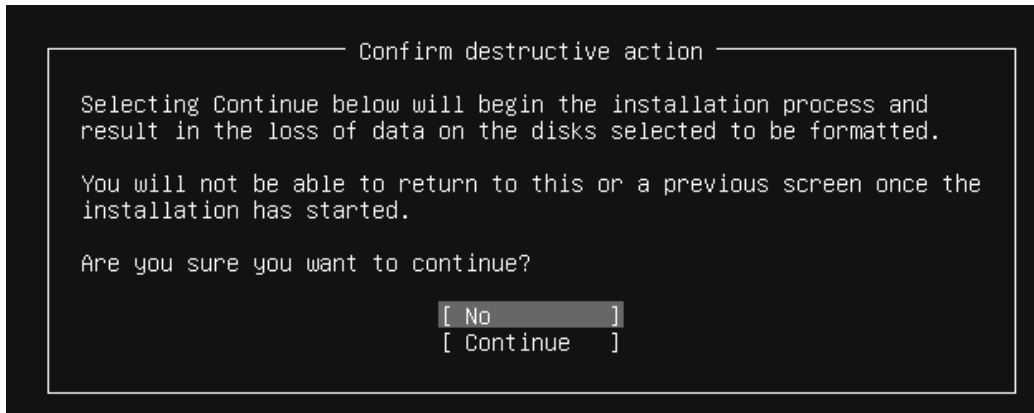 Confirm destructive action
Selecting Continue below will begin the installation process and
result in the loss of data on the disks selected to be formatted.
You will not be able to return to this or a previous screen once the
installation has started.
Are you sure you want to continue?
[ No ]
[ Continue ]